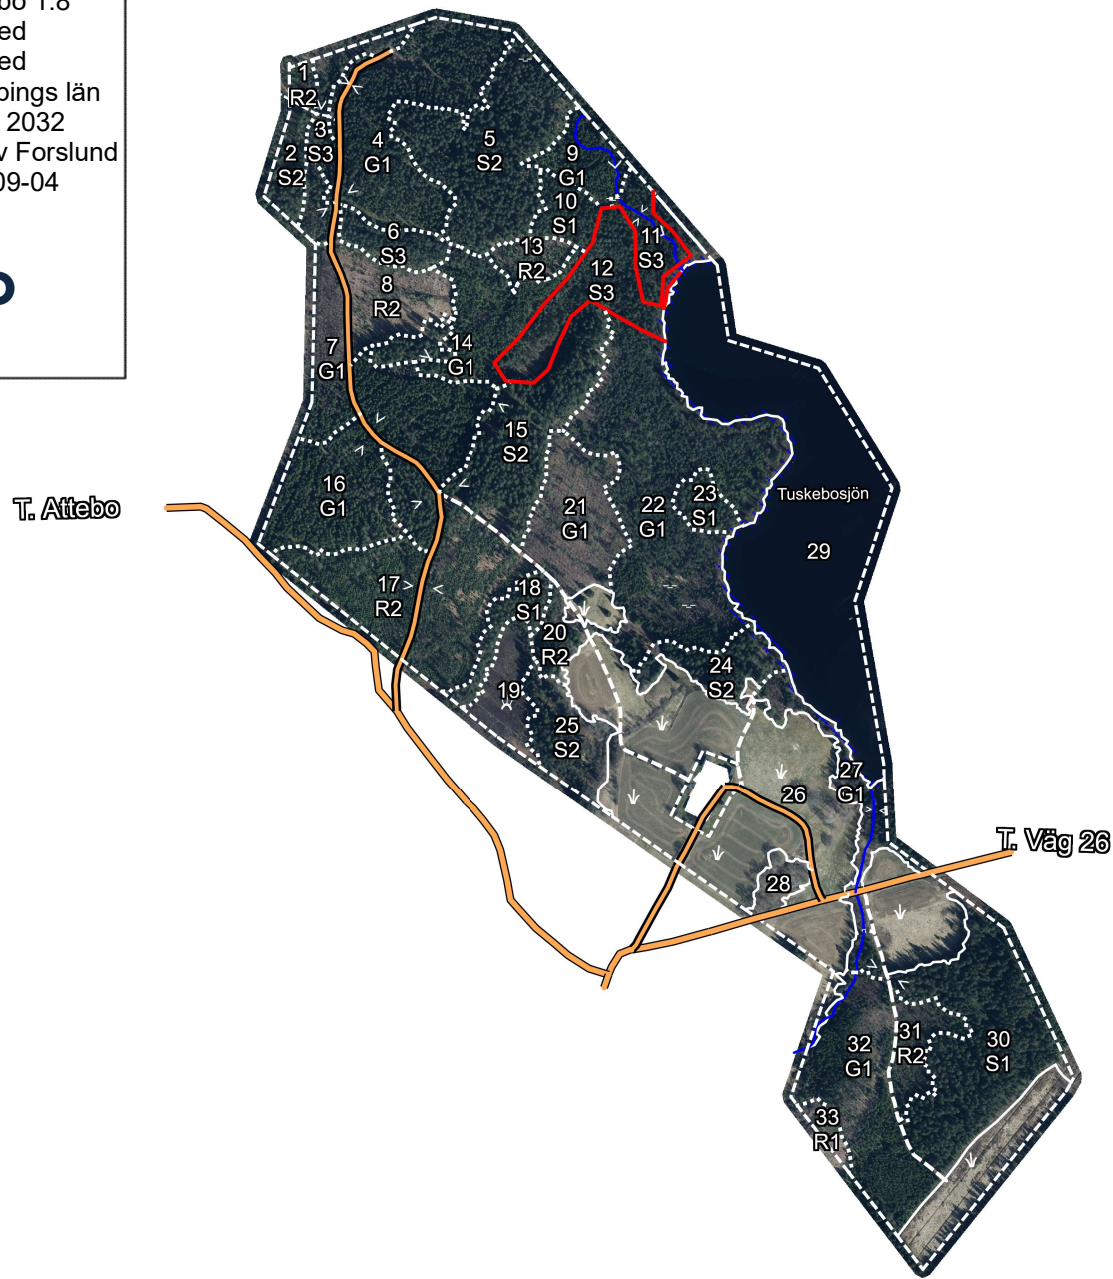 ed
ed
2032
Forslund
09-04
1
R2
2
S2
3
S3
4
G1
5
S2
6
S3
7
G1
8
R2
9
G1
10
S1
11
S3
12
S3
13
R2
14
G1
15
S2
16
G1
17
R2
18
S1
19
20
R2
21
G1
22
G1
23
S1
24
S2
25
S2
26
27
G1
28
Tuskebosjön
29
30
S1
31
R2
32
G1
33
R1
T. Attebo
T. Väg 26